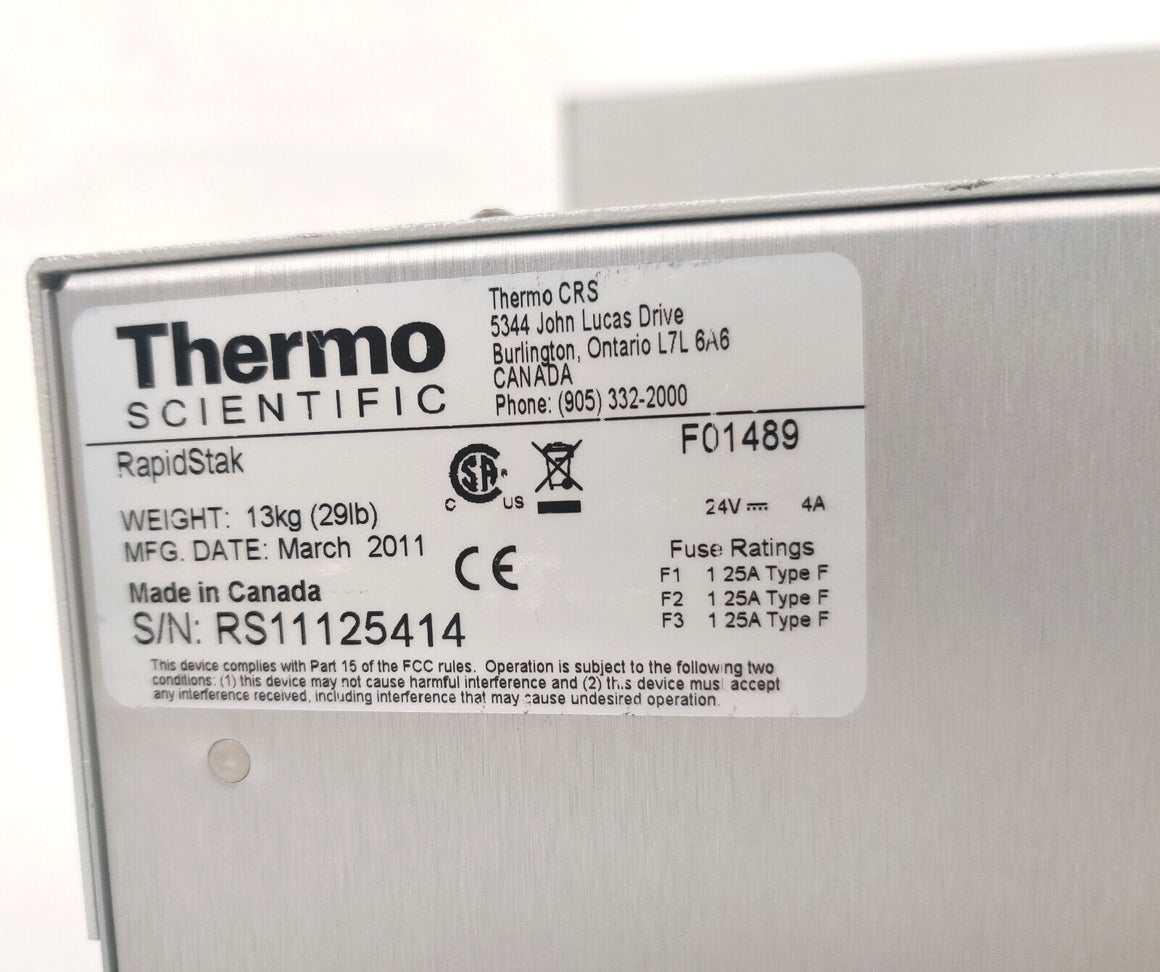 Thermo
SCIENTIFIC
Thermo CRS
5344 John Lucas Drive
Burlington, Ontario L7L 6A6
CANADA
Phone: (905) 332-2000
RapidStak
F01489
WEIGHT: 13kg (29lb)
MFG. DATE: March 2011
Made in Canada
S/N: RS11125414
C SA US
CE
24V 4A
Fuse Ratings
F1 1 25A Type F
F2 1 25A Type F
F3 1 25A Type F
This device complies with Part 15 of the FCC rules. Operation is subject to the following two
conditions: (1) this device may not cause harmful interference and (2) this device must accept
any interference received, including interference that may cause undesired operation.